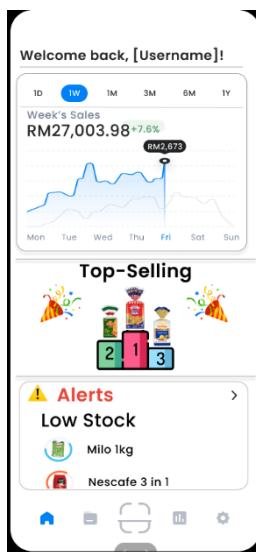 Welcome back, [Username]!
1D 1W 1M 3M 6M 1Y
Week's Sales
RM27,003.98 +7.6%
RM2,673
Mon Tue Wed Thu Fri Sat Sun
Top-Selling
2 1 3
Alerts
Low Stock
Milo 1kg
Nescafe 3 in 1